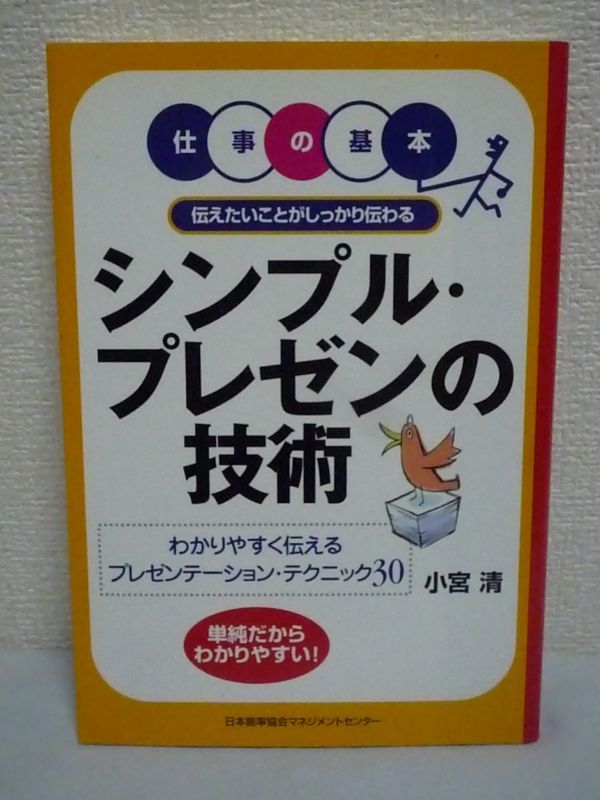 仕事の基本
伝えたいことがしっかり伝わる
シンプル・
プレゼンの
技術
わかりやすく伝える
プレゼンテーション・テクニック30
小宮 清
単純だから
わかりやすい!
日本能率協会マネジメントセンター